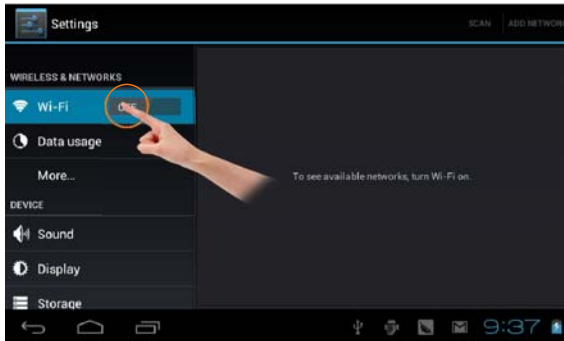 Settings
SCAN ADD NETWOR
WIRELESS & NETWORKS
Wi-Fi OFF
Data usage
More...
To see available networks, turn Wi-Fi on.
DEVICE
Sound
Display
Storage
9:37